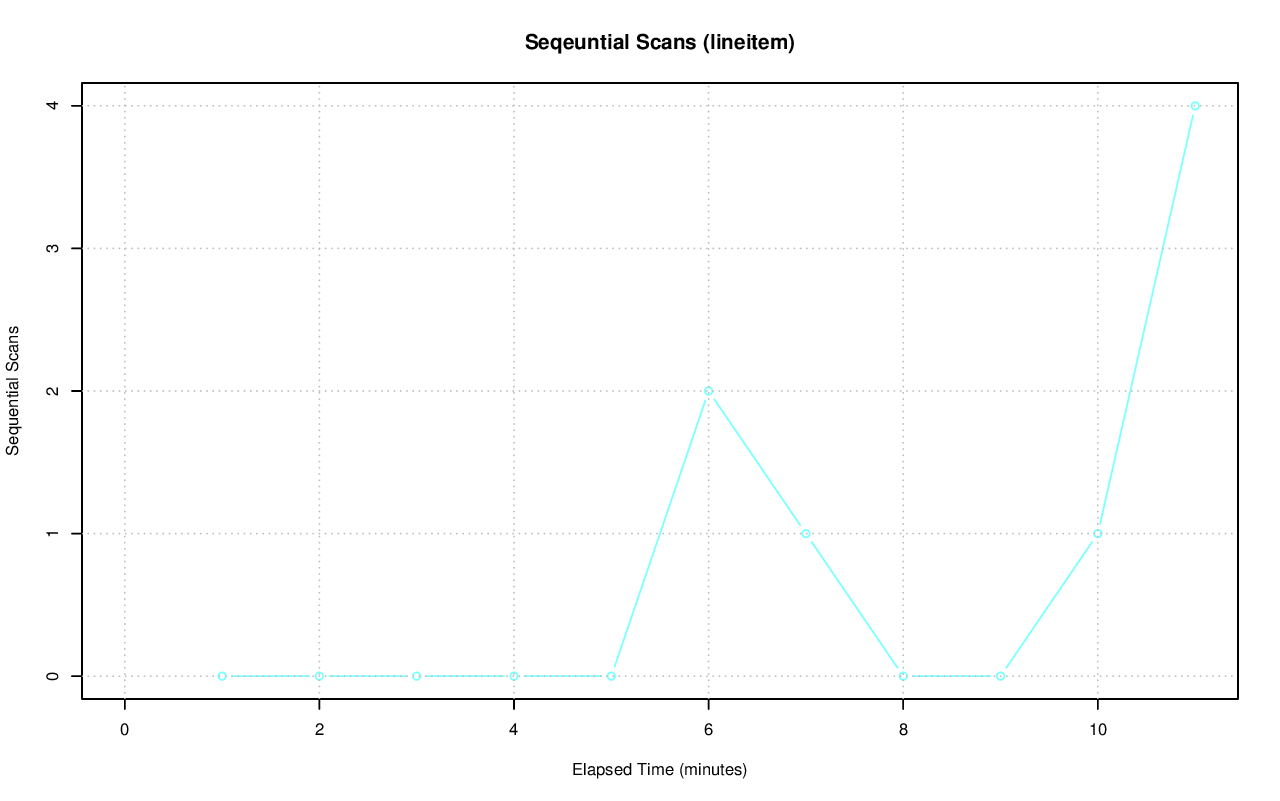 Seqeuntial Scans (lineitem)
Sequential Scans
4
3
2
1
0
0 2 4 6 8 10
Elapsed Time (minutes)